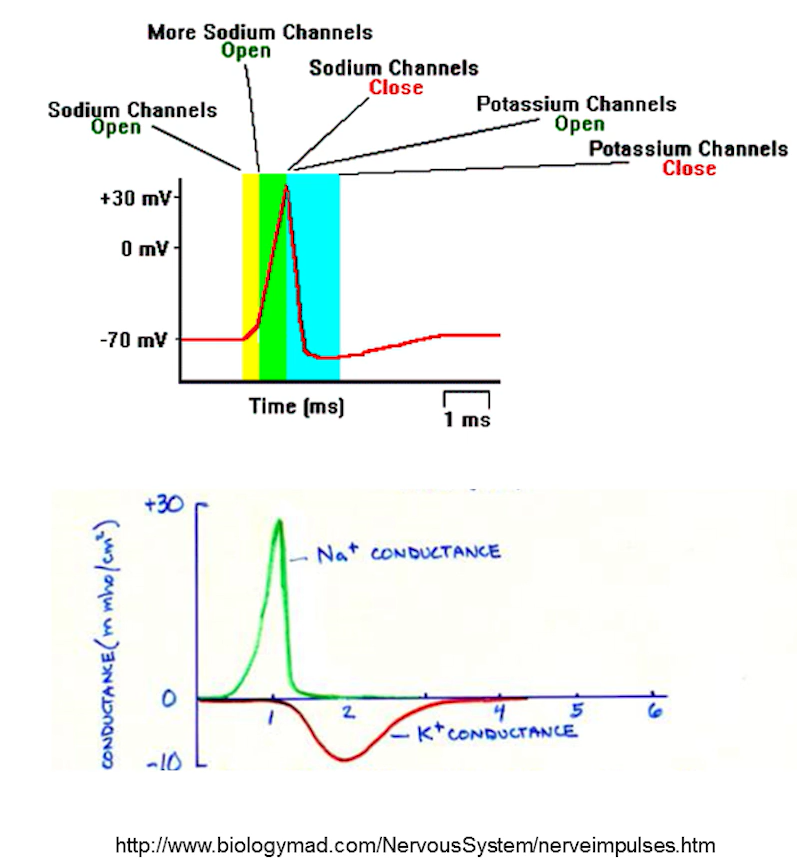 More Sodium Channels
Open
Sodium Channels
Close
Sodium Channels
Open
Potassium Channels
Open
Potassium Channels
Close
+30 mV
0 mV
-70 mV
Time (ms)
1 ms
CONDUCTANCE (m mho/cm²)
+30
Na⁺ CONDUCTANCE
0
1
2
4
5
6
K⁺ CONDUCTANCE
-10
http://www.biologymad.com/NervousSystem/nerveimpulses.htm